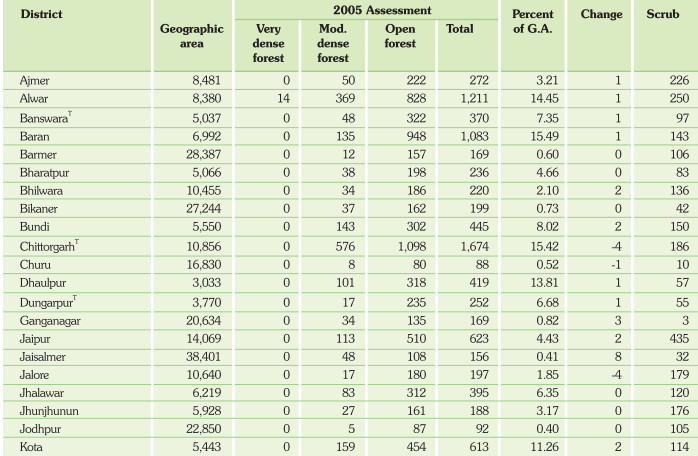 District Geographic area 2005 Assessment Very dense forest Mod. dense forest Open forest Total Percent of G.A. Change Scrub
Ajmer 8,481 0 50 222 272 3.21 1 226
Alwar 8,380 14 369 828 1,211 14.45 1 250
Banswara^T 5,037 0 48 322 370 7.35 1 97
Baran 6,992 0 135 948 1,083 15.49 1 143
Barmer 28,387 0 12 157 169 0.60 0 106
Bharatpur 5,066 0 38 198 236 4.66 0 83
Bhilwara 10,455 0 34 186 220 2.10 2 136
Bikaner 27,244 0 37 162 199 0.73 0 42
Bundi 5,550 0 143 302 445 8.02 2 150
Chittorgarh^T 10,856 0 576 1,098 1,674 15.42 -4 186
Churu 16,830 0 8 80 88 0.52 -1 10
Dhaulpur 3,033 0 101 318 419 13.81 1 57
Dungarpur^T 3,770 0 17 235 252 6.68 1 55
Ganganagar 20,634 0 34 135 169 0.82 3 3
Jaipur 14,069 0 113 510 623 4.43 2 435
Jaisalmer 38,401 0 48 108 156 0.41 8 32
Jalore 10,640 0 17 180 197 1.85 -4 179
Jhalawar 6,219 0 83 312 395 6.35 0 120
Jhunjhunun 5,928 0 27 161 188 3.17 0 176
Jodhpur 22,850 0 5 87 92 0.40 0 105
Kota 5,443 0 159 454 613 11.26 2 114